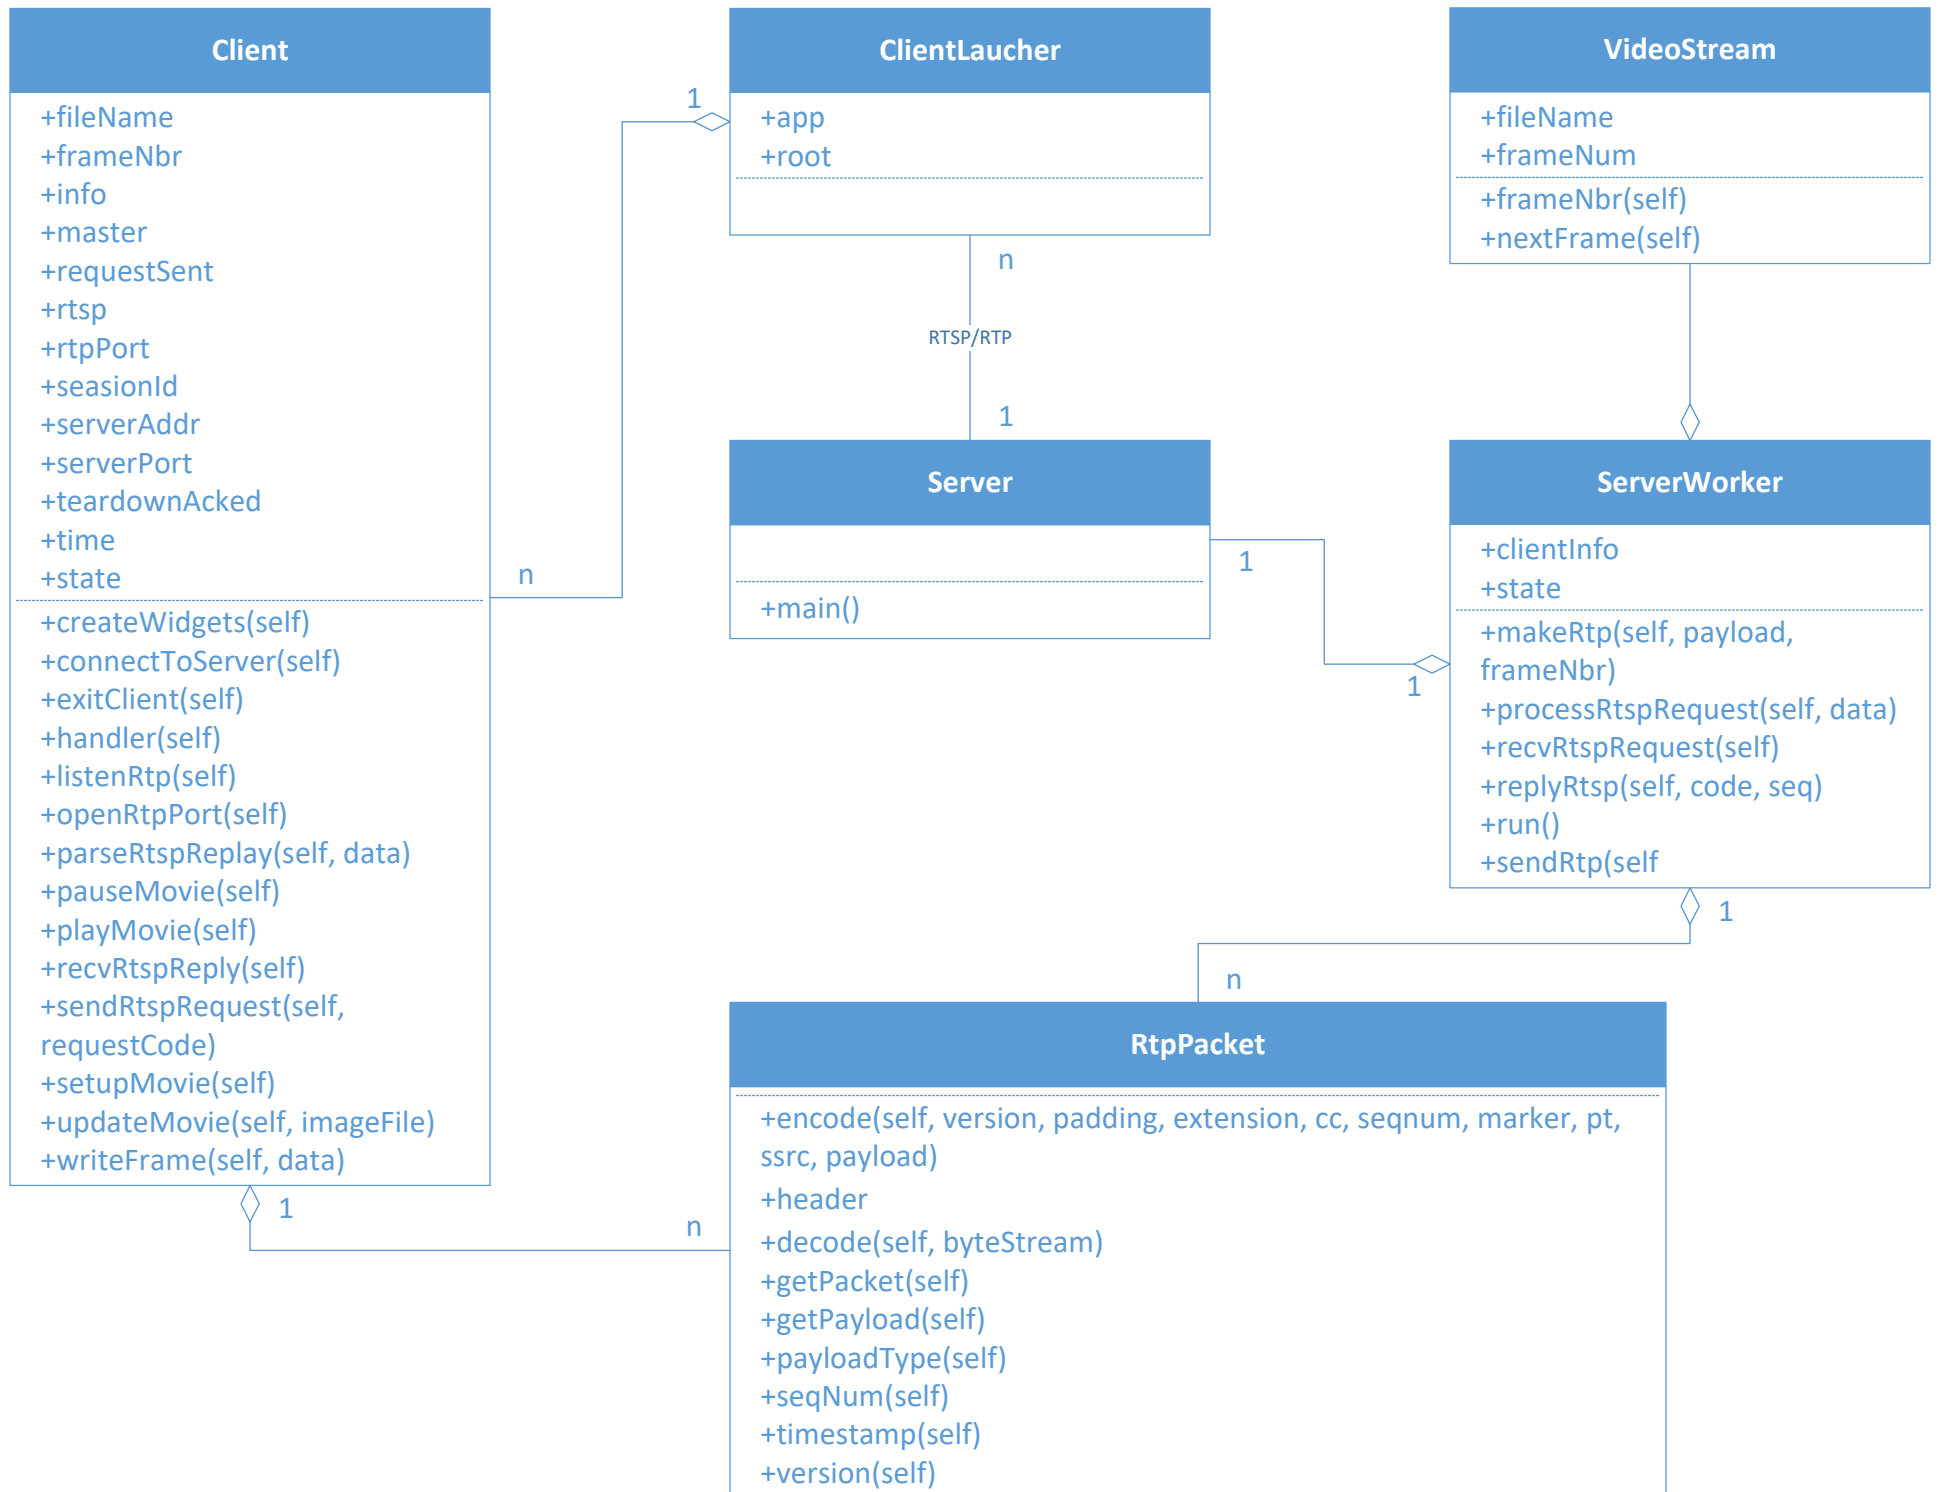 Client
+fileName
+frameNbr
+info
+master
+requestSent
+rtsp
+rtpPort
+seasionId
+serverAddr
+serverPort
+teardownAcked
+time
+state
+createWidgets(self)
+connectToServer(self)
+exitClient(self)
+handler(self)
+listenRtp(self)
+openRtpPort(self)
+parseRtspReplay(self, data)
+pauseMovie(self)
+playMovie(self)
+recvRtspReply(self)
+sendRtspRequest(self,
requestCode)
+setupMovie(self)
+updateMovie(self, imageFile)
+writeFrame(self, data)
n
1
ClientLaucher
+app
+root
n
RTSP/RTP
1
Server
+main()
1
1
VideoStream
+fileName
+frameNum
+frameNbr(self)
+nextFrame(self)
ServerWorker
+clientInfo
+state
+makeRtp(self, payload,
frameNbr)
+processRtspRequest(self, data)
+recvRtspRequest(self)
+replyRtsp(self, code, seq)
+run()
+sendRtp(self
1
n
1
n
RtpPacket
+encode(self, version, padding, extension, cc, seqnum, marker, pt,
ssrc, payload)
+header
+decode(self, byteStream)
+getPacket(self)
+getPayload(self)
+payloadType(self)
+seqNum(self)
+timestamp(self)
+version(self)